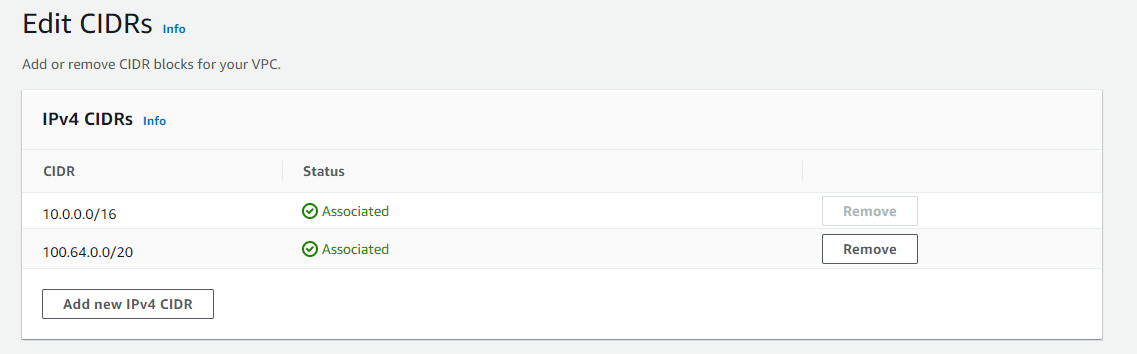 Edit CIDRs Info
Add or remove CIDR blocks for your VPC.
IPv4 CIDRs Info
CIDR Status
10.0.0.0/16 Associated Remove
100.64.0.0/20 Associated Remove
Add new IPv4 CIDR